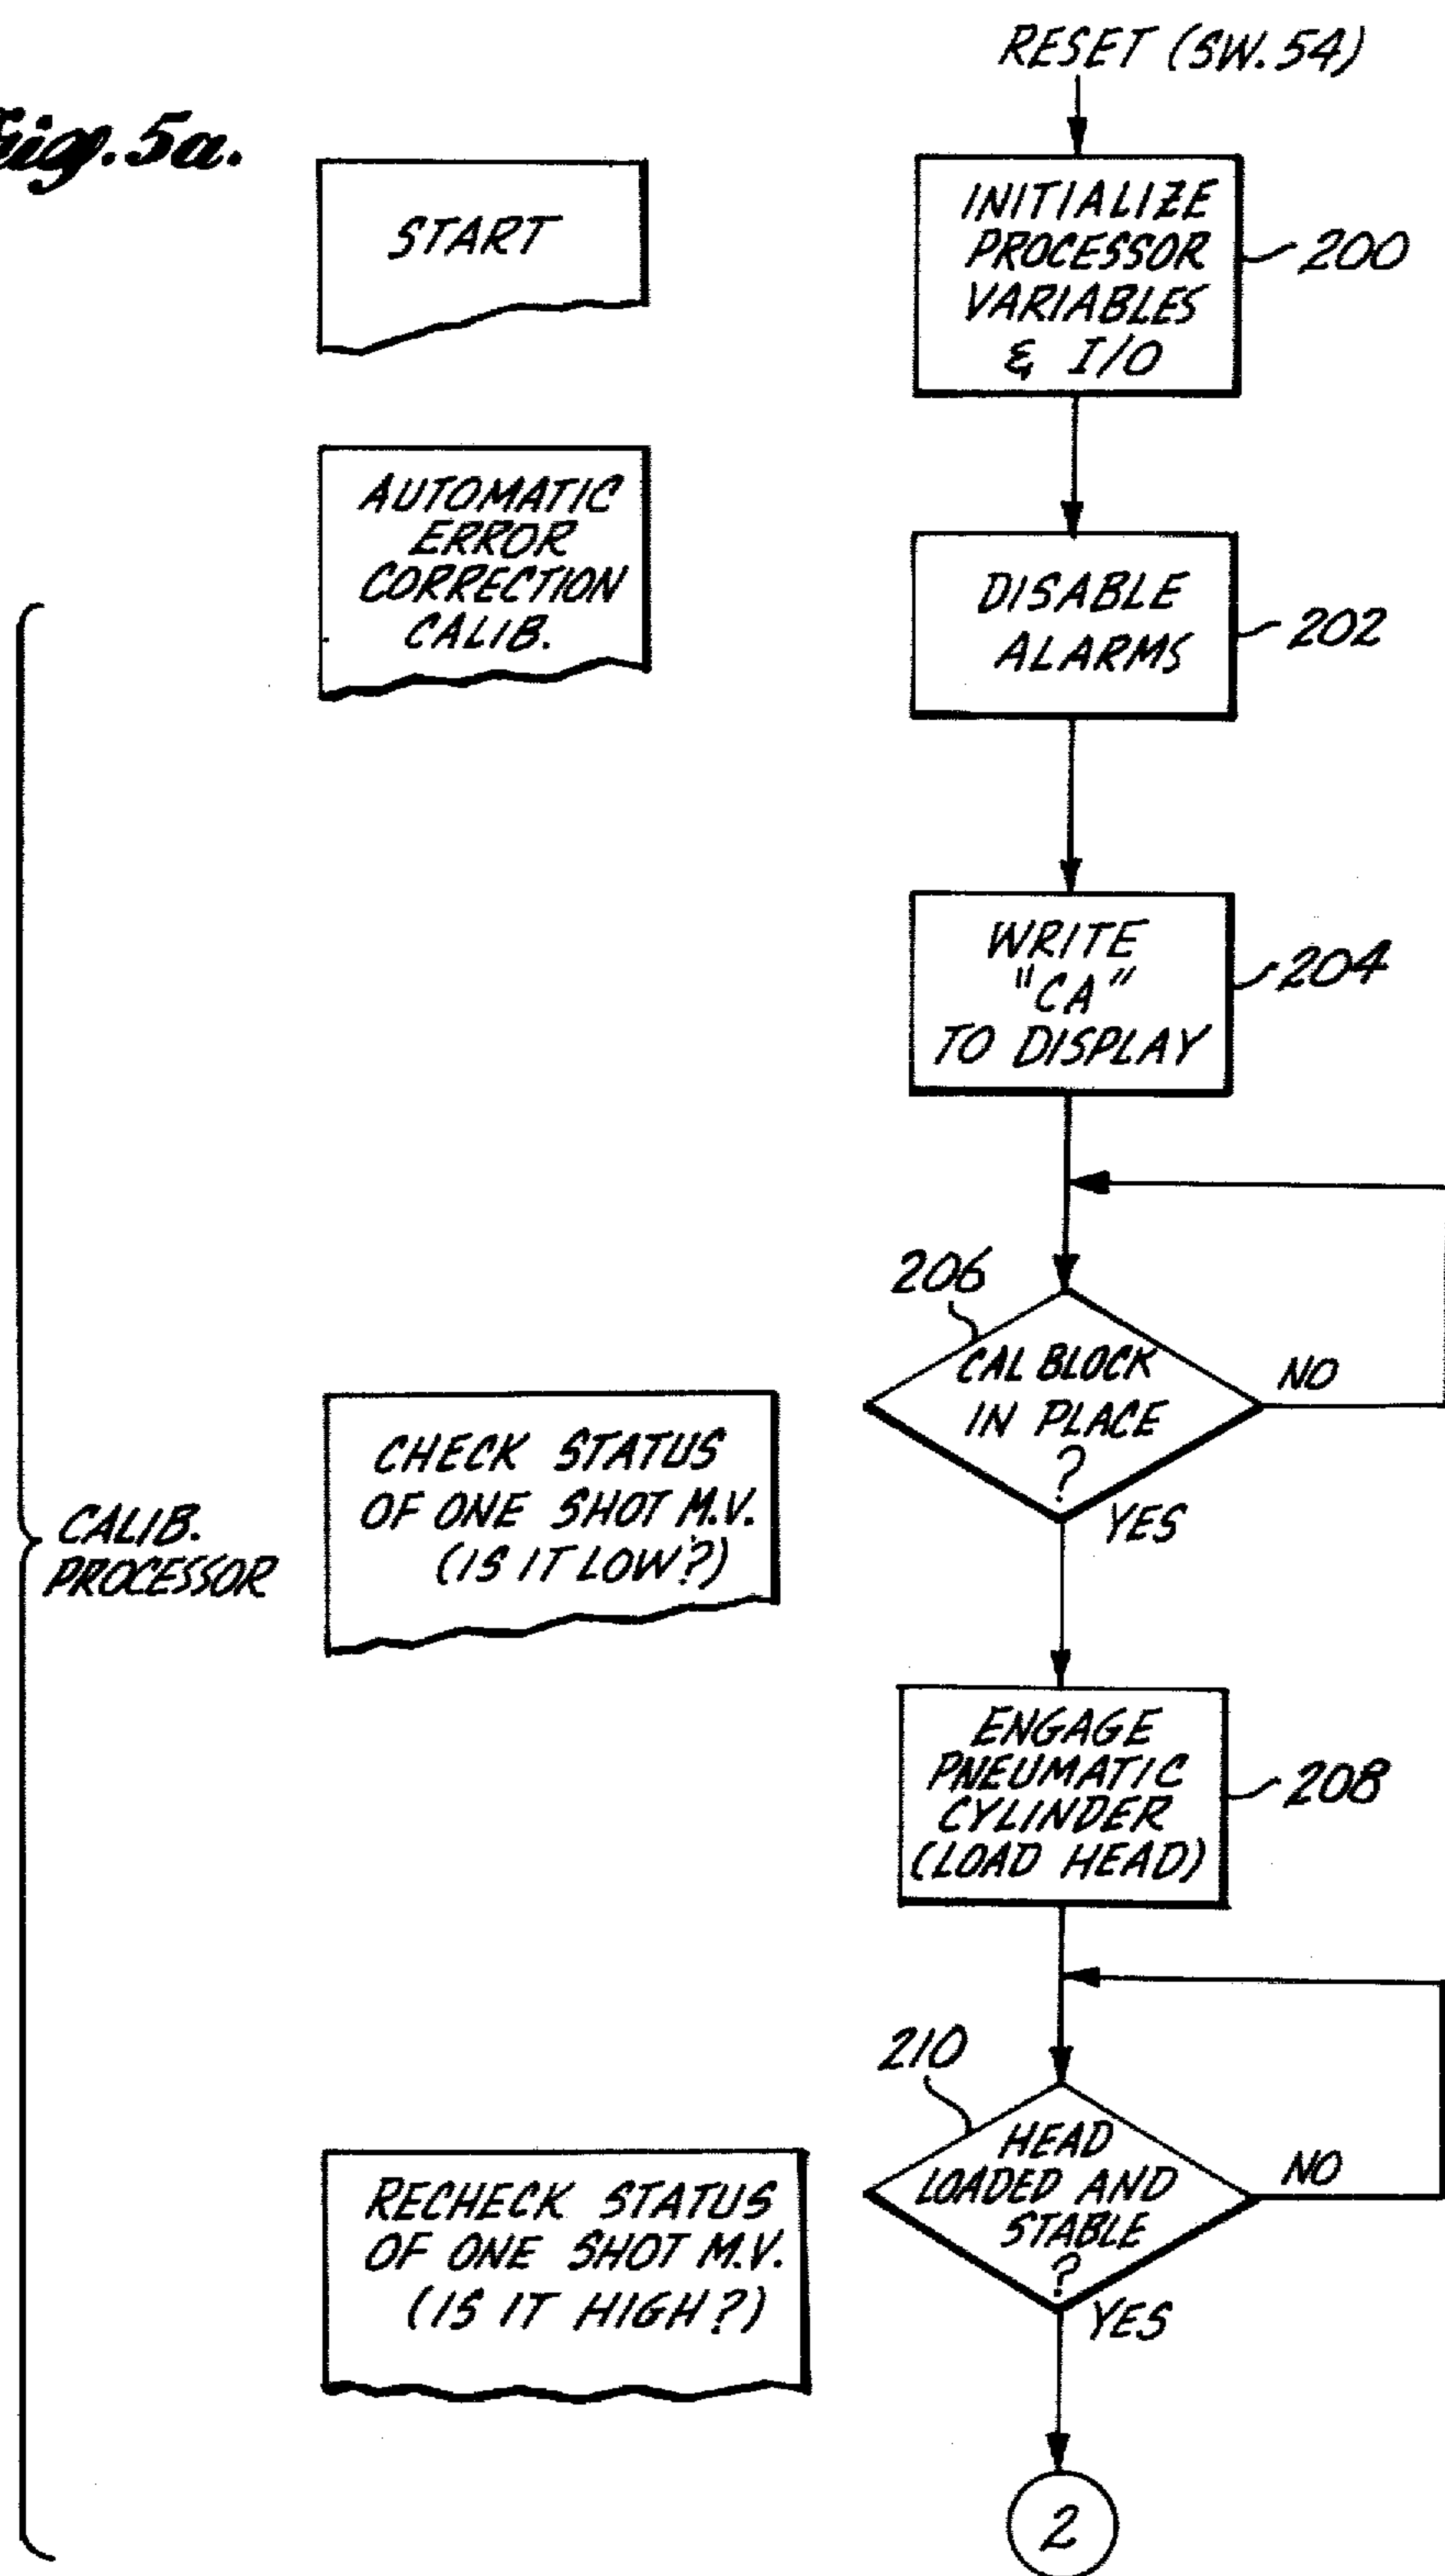 Fig. 5a.
RESET (SW. 54)
START
INITIALIZE
PROCESSOR
VARIABLES
& I/O
200
AUTOMATIC
ERROR
CORRECTION
CALIB.
DISABLE
ALARMS
202
WRITE
"CA"
TO DISPLAY
204
206
CAL BLOCK
IN PLACE
?
NO
YES
CHECK STATUS
OF ONE SHOT M.V.
(IS IT LOW?)
CALIB.
PROCESSOR
ENGAGE
PNEUMATIC
CYLINDER
(LOAD HEAD)
208
210
HEAD
LOADED AND
STABLE
?
NO
YES
RECHECK STATUS
OF ONE SHOT M.V.
(IS IT HIGH?)
2